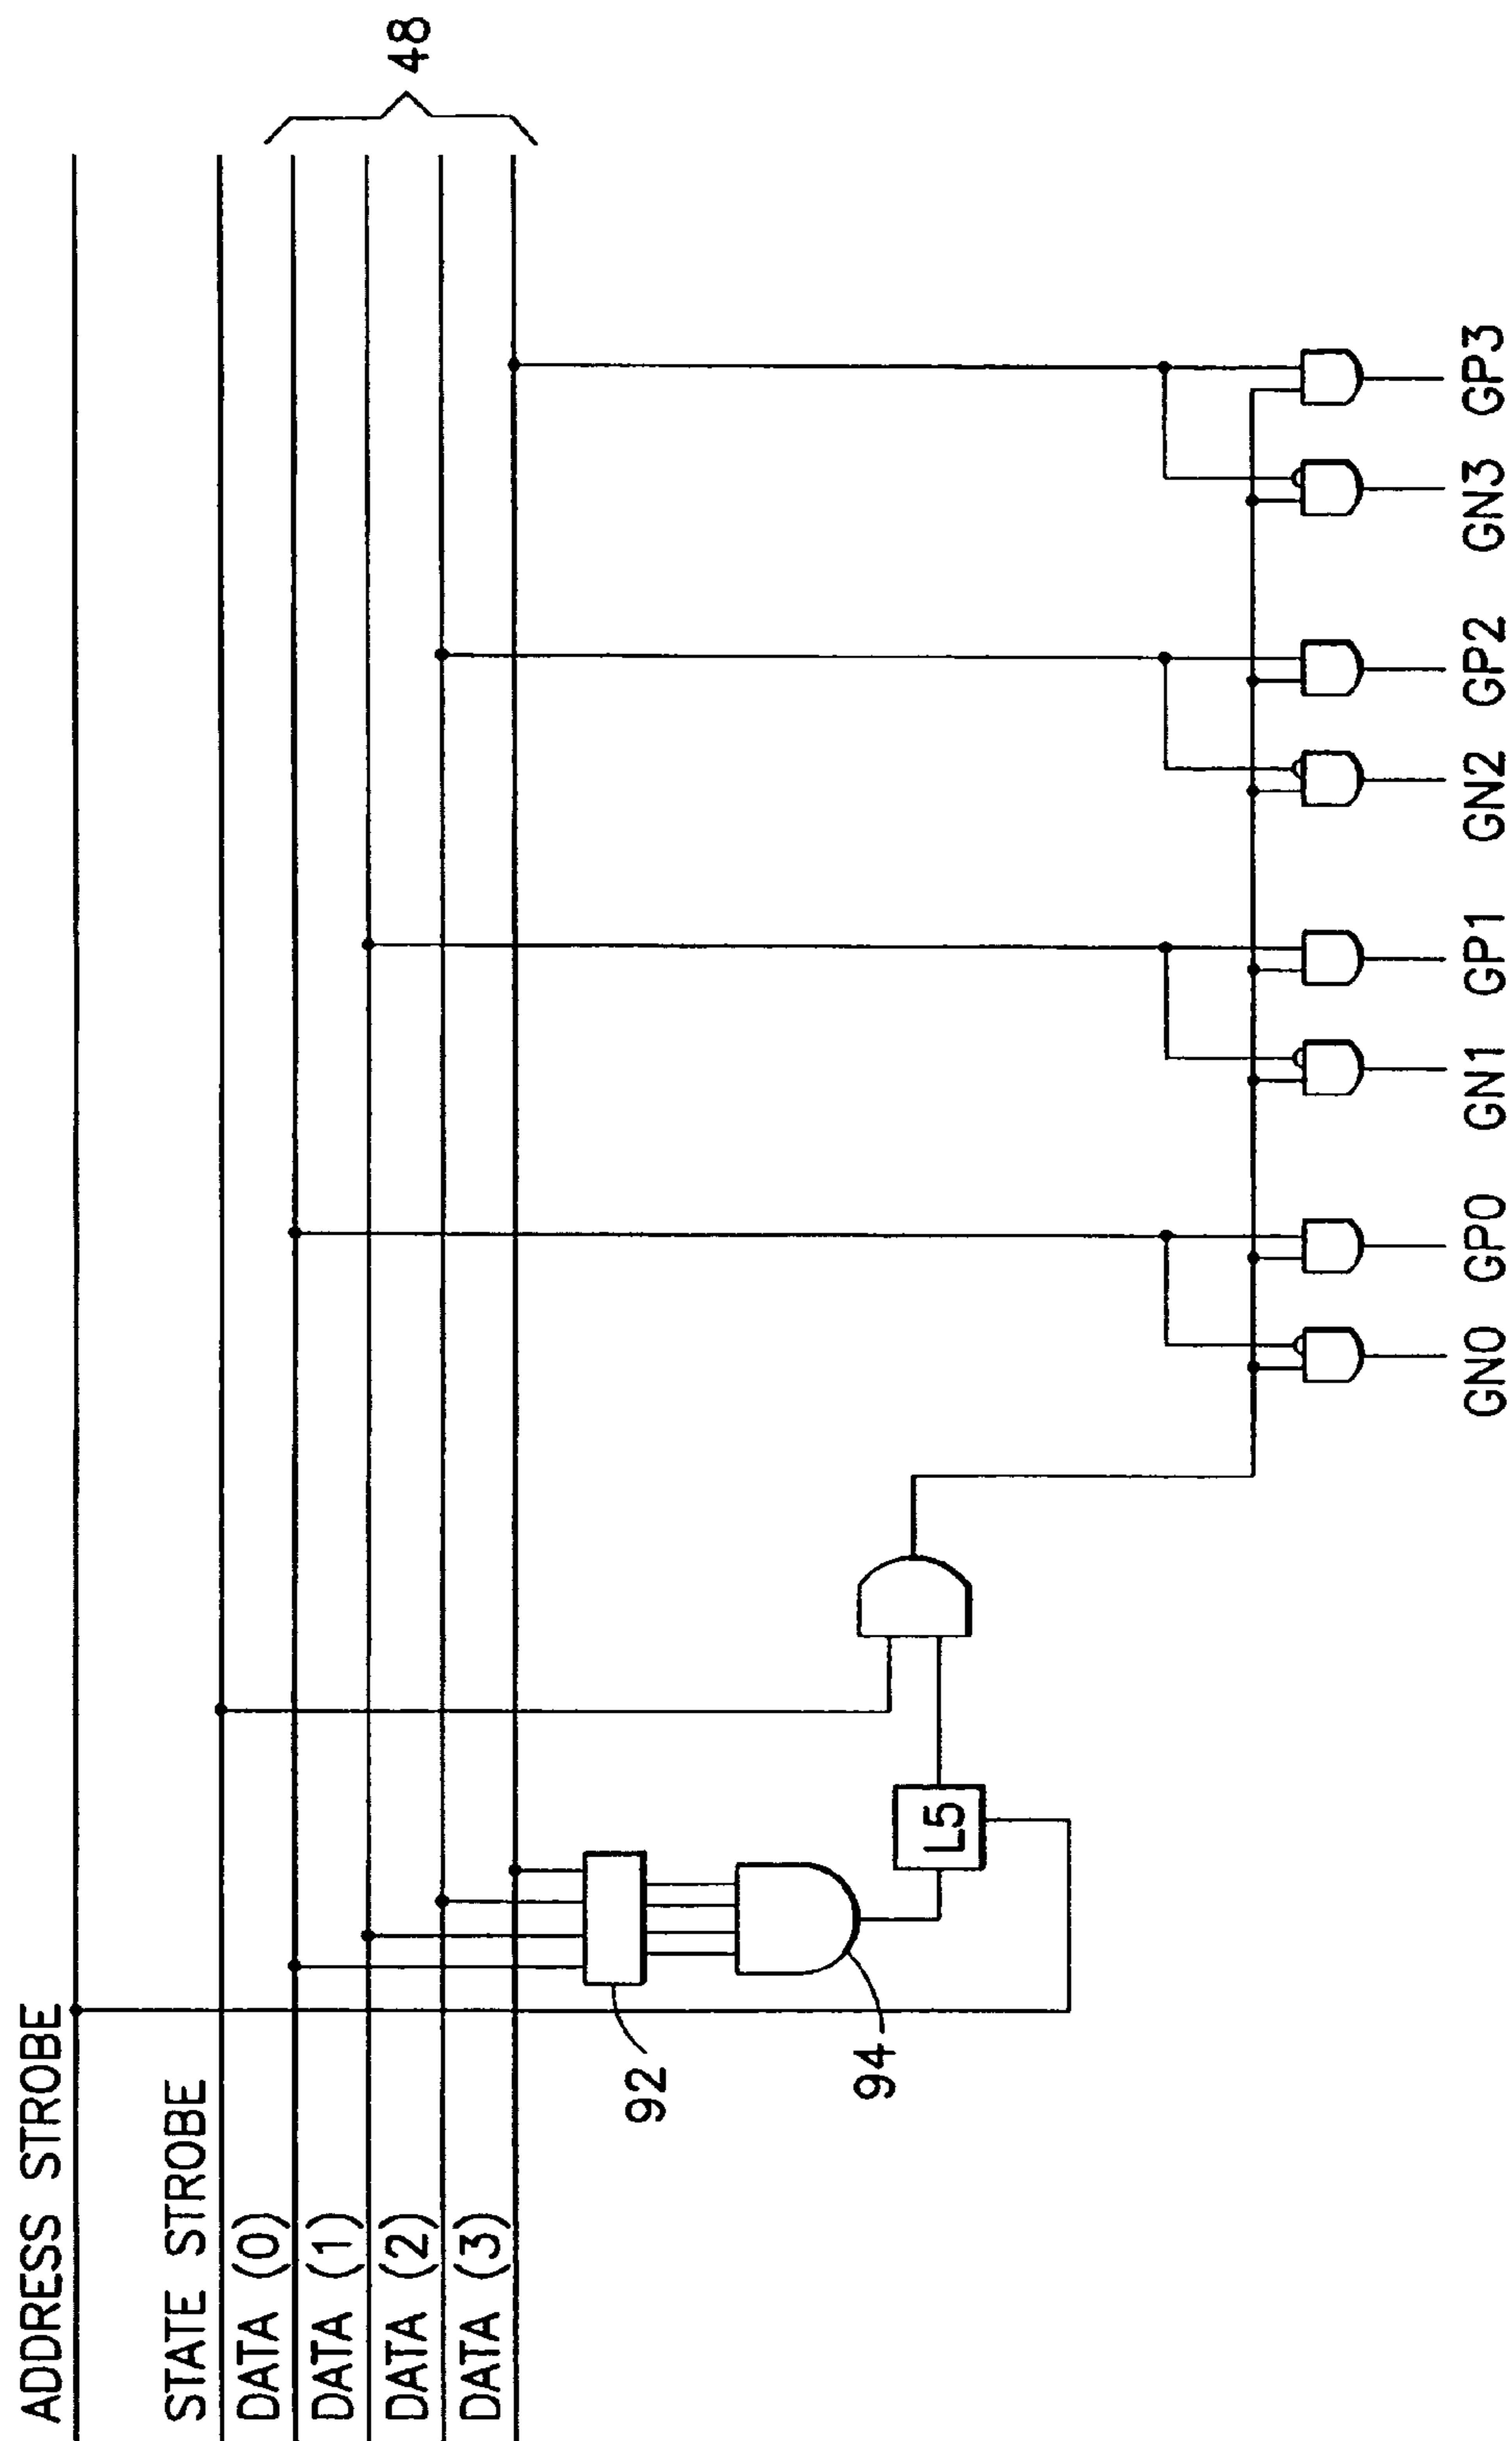 ADDRESS STROBE
STATE STROBE
DATA (0)
DATA (1)
DATA (2)
DATA (3)
48
92
94
L5
GN0 GP0 GN1 GP1 GN2 GP2 GN3 GP3